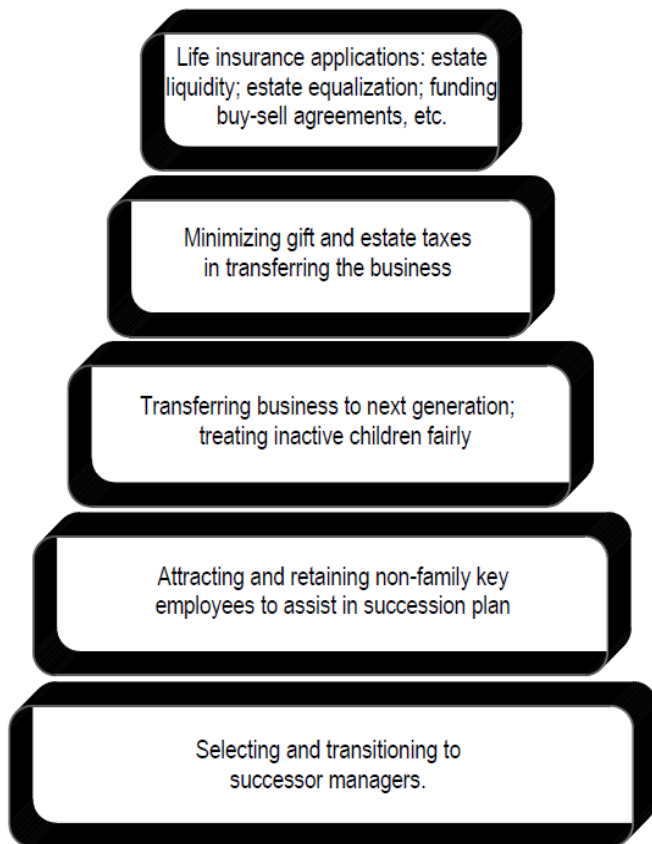 Life insurance applications: estate
liquidity; estate equalization; funding
buy-sell agreements, etc.
Minimizing gift and estate taxes
in transferring the business
Transferring business to next generation;
treating inactive children fairly
Attracting and retaining non-family key
employees to assist in succession plan
Selecting and transitioning to
successor managers.